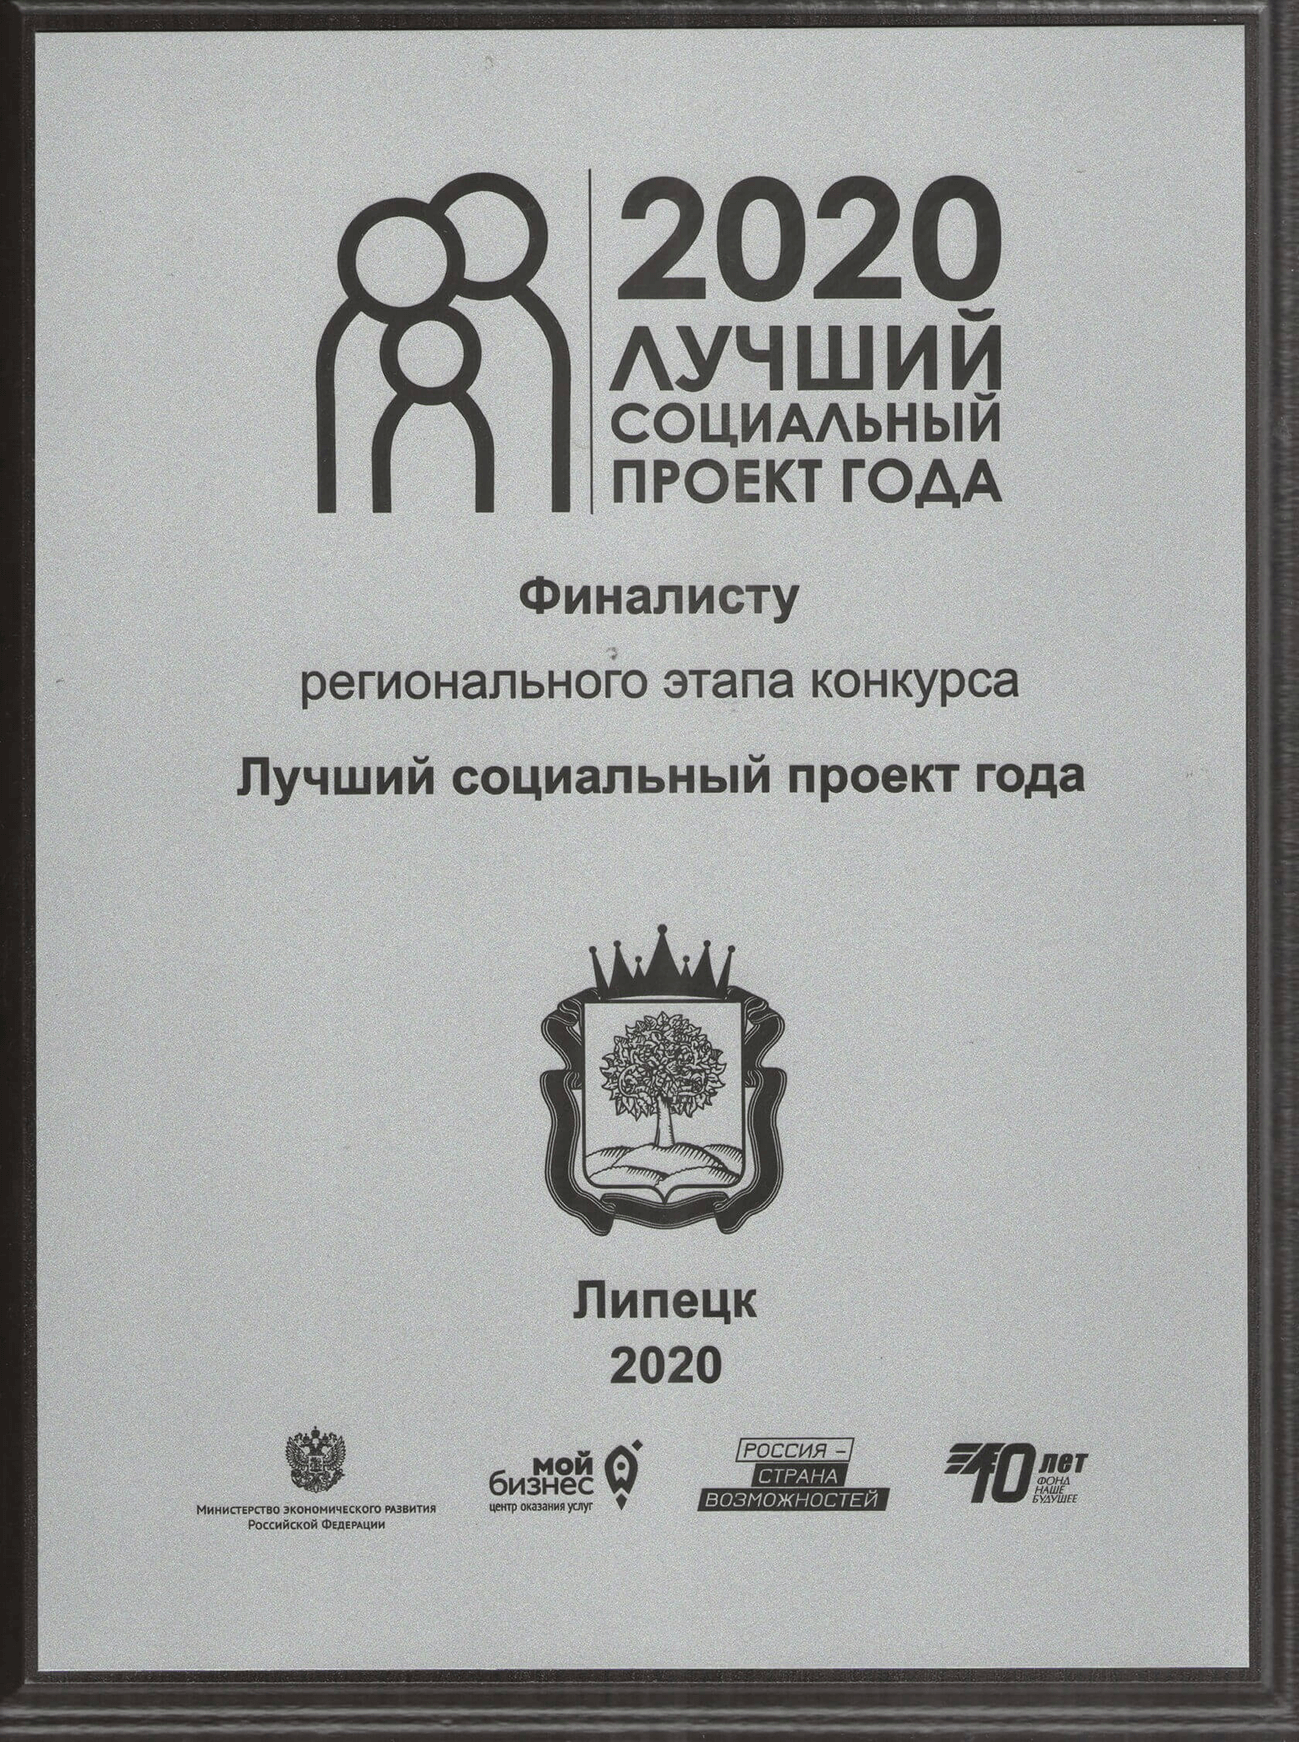 2020
ЛУЧШИЙ
СОЦИАЛЬНЫЙ
ПРОЕКТ ГОДА
Финалисту
регионального этапа конкурса
Лучший социальный проект года
Липецк
2020
МИНИСТЕРСТВО ЭКОНОМИЧЕСКОГО РАЗВИТИЯ
РОССИЙСКОЙ ФЕДЕРАЦИИ
мой
бизнес
центр оказания услуг
РОССИЯ –
СТРАНА
ВОЗМОЖНОСТЕЙ
10 лет
ФОНД
НАШЕ
БУДУЩЕЕ